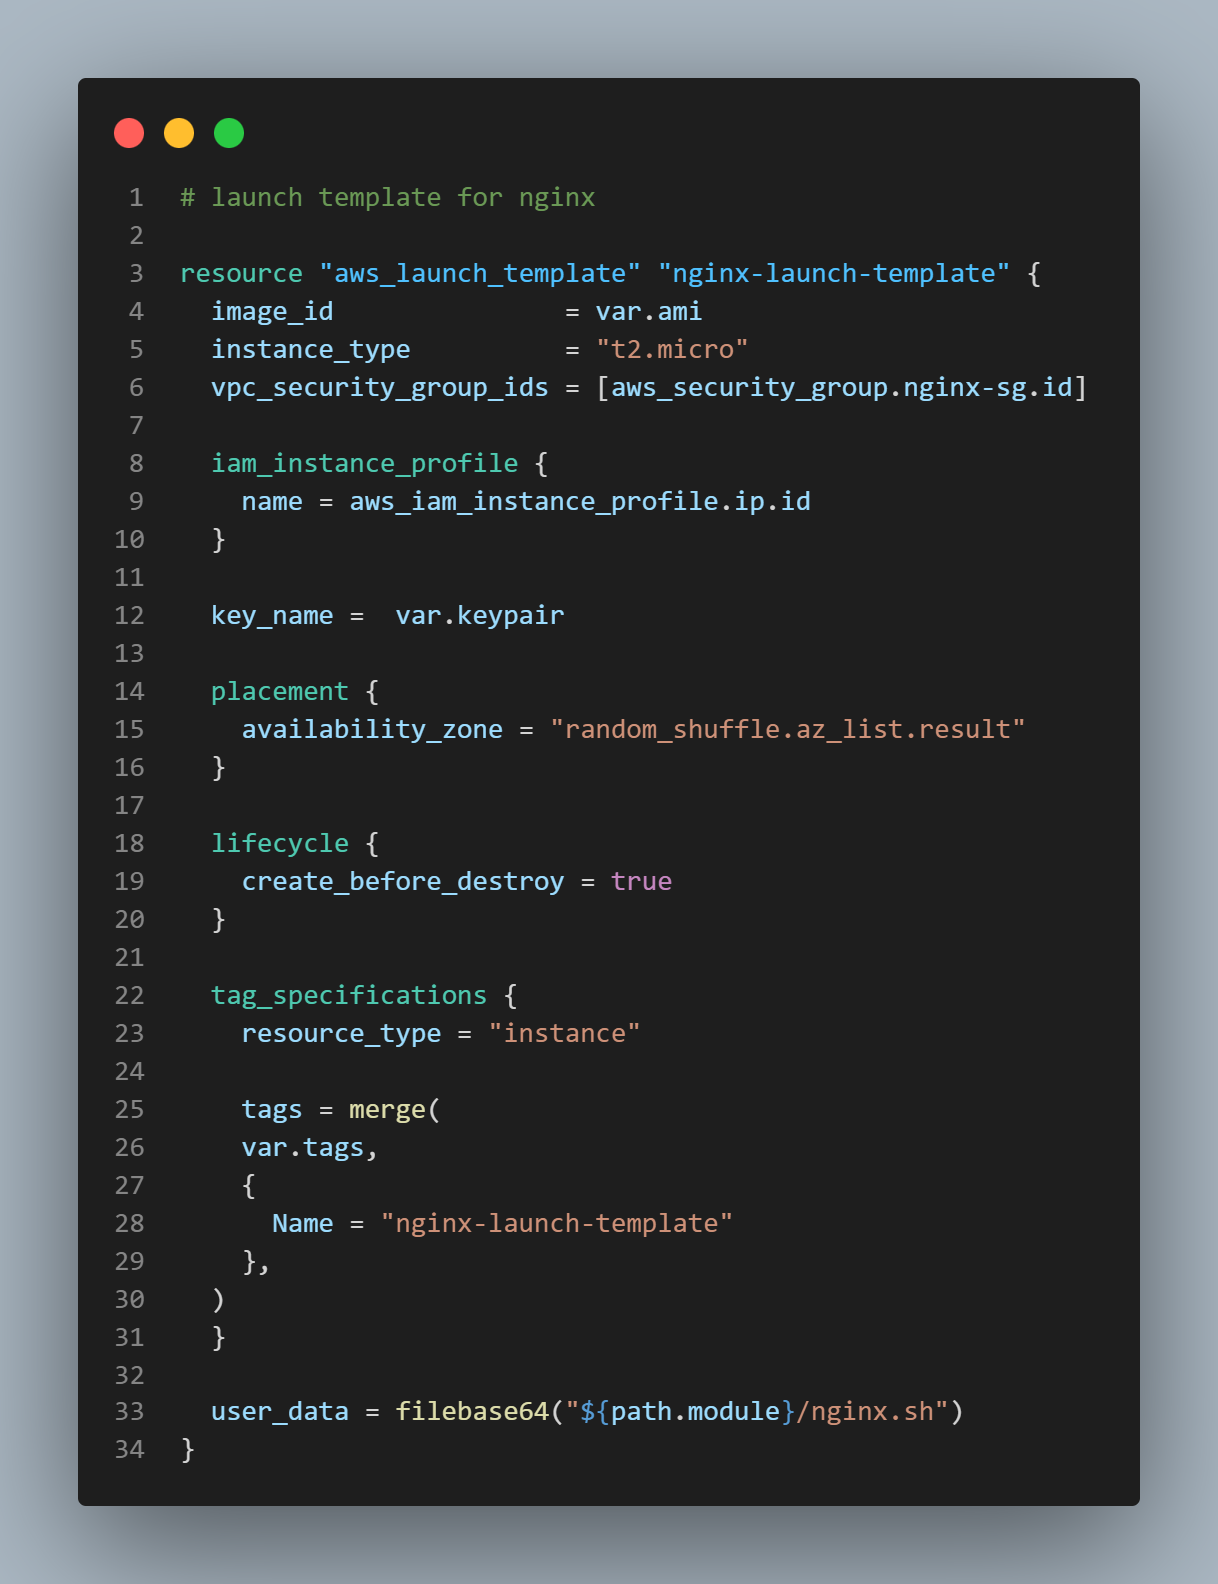 1 # launch template for nginx
2
3 resource "aws_launch_template" "nginx-launch-template" {
4   image_id               = var.ami
5   instance_type          = "t2.micro"
6   vpc_security_group_ids = [aws_security_group.nginx-sg.id]
7
8   iam_instance_profile {
9     name = aws_iam_instance_profile.ip.id
10   }
11
12   key_name =  var.keypair
13
14   placement {
15     availability_zone = "random_shuffle.az_list.result"
16   }
17
18   lifecycle {
19     create_before_destroy = true
20   }
21
22   tag_specifications {
23     resource_type = "instance"
24
25     tags = merge(
26     var.tags,
27     {
28       Name = "nginx-launch-template"
29     },
30   )
31   }
32
33   user_data = filebase64("${path.module}/nginx.sh")
34 }